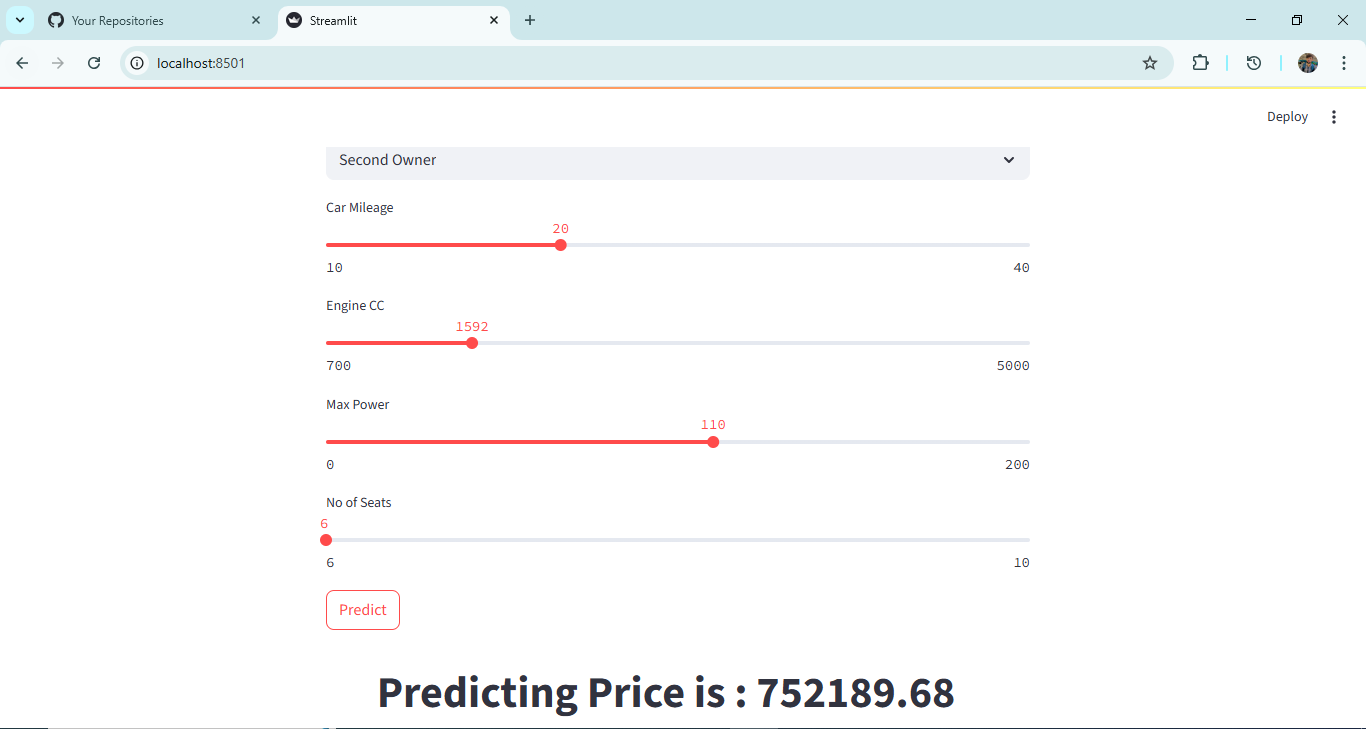 Your Repositories
Streamlit
localhost:8501
Deploy
Second Owner
Car Mileage
20
10 40
Engine CC
1592
700 5000
Max Power
110
0 200
No of Seats
6
6 10
Predict
Predicting Price is : 752189.68